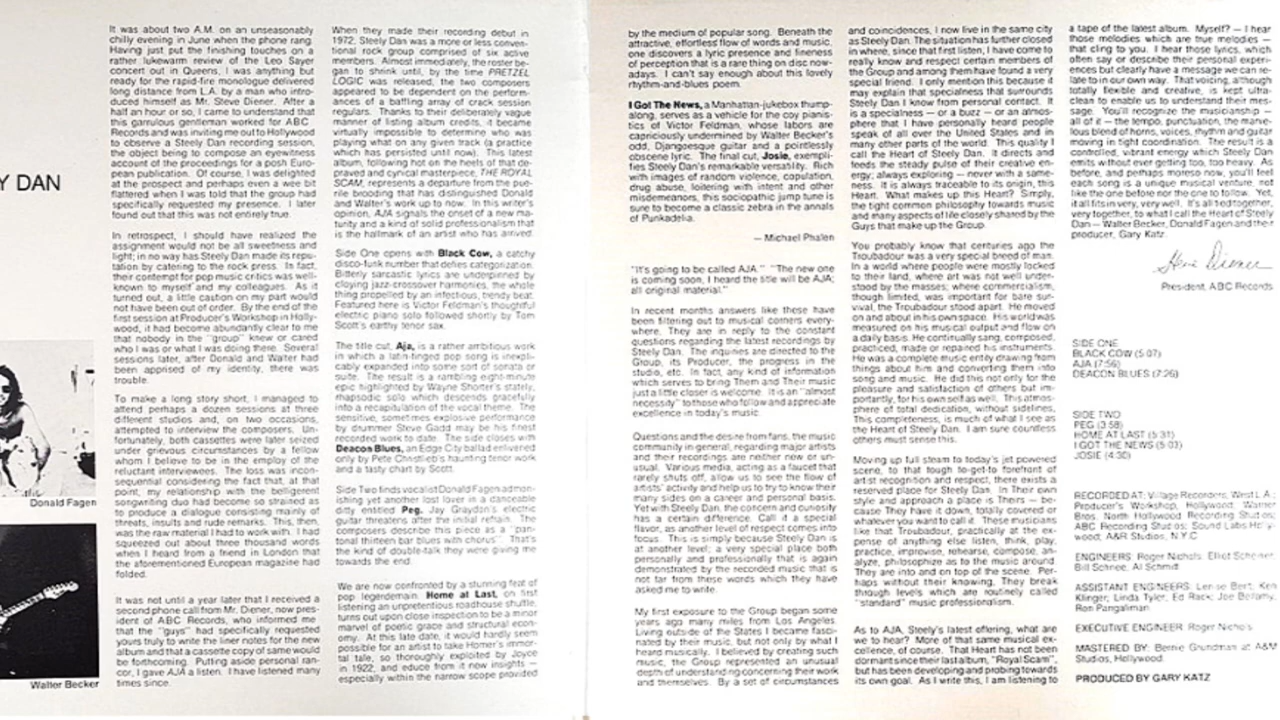 Y DAN
Donald Fagen
Walter Becker
It was about two A.M. on an unseasonably
chilly evening in June when the phone rang.
Having just put the finishing touches on a
rather lukewarm review of the Leo Sayer
concert out in Queens, I was anything but
ready for the rapid-fire monologue delivered
long distance from L.A. by a man who intro-
duced himself as Mr. Steve Diener. After a
half an hour or so, I came to understand that
this garrulous gentleman worked for ABC
Records and was inviting me out to Hollywood
to observe a Steely Dan recording session,
the object being to compose an eyewitness
account of the proceedings for a posh Euro-
pean publication. Of course, I was delighted
at the prospect and perhaps even a wee bit
flattered when I was told that the group had
specifically requested my presence. I later
found out that this was not entirely true.
In retrospect, I should have realized the
assignment would not be all sweetness and
light; in no way has Steely Dan made its repu-
tation by catering to the rock press. In fact,
their contempt for pop music critics was well-
known to myself and my colleagues. As it
turned out, a little caution on my part would
not have been out of order. By the end of the
first session at Producer's Workshop in Holly-
wood, it had become abundantly clear to me
that nobody in the "group" knew or cared
who I was or what I was doing there. Several
sessions later, after Donald and Walter had
been apprised of my identity, there was
trouble.
To make a long story short, I managed to
attend perhaps a dozen sessions at three
different studios and, on two occasions,
attempted to interview the composers. Un-
fortunately, both cassettes were later seized
under grievous circumstances by a fellow
whom I believe to be in the employ of the
reluctant interviewees. The loss was incon-
sequential considering the fact that, at that
point, my relationship with the belligerent
songwriting duo had become so strained as
to produce a dialogue consisting mainly of
threats, insults and rude remarks. This, then,
was the raw material I had to work with. I had
squeezed out about three thousand words
when I heard from a friend in London that
the aforementioned European magazine had
folded.
It was not until a year later that I received a
second phone call from Mr. Diener, now pres-
ident of ABC Records, who informed me
that the "guys" had specifically requested
yours truly to write the liner notes for the new
album and that a cassette copy of same would
be forthcoming. Putting aside personal ran-
cor, I gave AJA a listen. I have listened many
times since.
When they made their recording debut in
1972, Steely Dan was a more or less conven-
tional rock group comprised of six active
members. Almost immediately, the roster be-
gan to shrink until, by the time PRETZEL
LOGIC was released, the two composers
appeared to be dependent on the perform-
ances of a baffling array of crack session
regulars. Thanks to their deliberately vague
manner of listing album credits, it became
virtually impossible to determine who was
playing what on any given track (a practice
which has persisted until now). This latest
album, following hot on the heels of that de-
praved and cynical masterpiece, THE ROYAL
SCAM, represents a departure from the pue-
rile brooding that has distinguished Donald
and Walter's work up to now. In this writer's
opinion, AJA signals the onset of a new ma-
turity and a kind of solid professionalism that
is the hallmark of an artist who has arrived.
Side One opens with Black Cow, a catchy
disco-funk number that defies categorization.
Bitterly sarcastic lyrics are underpinned by
cloying jazz-crossover harmonies, the whole
thing propelled by an infectious, trendy beat.
Featured here is Victor Feldman's thoughtful
electric piano solo followed shortly by Tom
Scott's earthy tenor sax.
The title cut, Aja, is a rather ambitious work
in which a latin-tinged pop song is inexpli-
cably expanded into some sort of sonata or
suite. The result is a rambling eight-minute
epic highlighted by Wayne Shorter's stately,
rhapsodic solo which descends gracefully
into a recapitulation of the vocal theme. The
sensitive, sometimes explosive performance
by drummer Steve Gadd may be his finest
recorded work to date. The side closes with
Deacon Blues, an Edge City ballad enlivened
only by Pete Christlieb's haunting tenor work
and a tasty chart by Scott.
Side Two finds vocalist Donald Fagen admon-
ishing yet another lost lover in a danceable
ditty entitled Peg. Jay Graydon's electric
guitar threatens after the initial refrain. The
composers describe this piece as a "pan-
tonal thirteen bar blues with chorus". That's
the kind of double-talk they were giving me
towards the end.
We are now confronted by a stunning feat of
pop legerdemain. Home at Last, on first
listening an unpretentious roadhouse shuffle,
turns out upon close inspection to be a minor
marvel of poetic grace and structural econ-
omy. At this late date, it would hardly seem
possible for an artist to take Homer's immor-
tal tale, so thoroughly exploited by Joyce
in 1922, and educe from it new insights —
especially within the narrow scope provided
by the medium of popular song. Beneath the
attractive, effortless flow of words and music,
one discovers a lyric presence and fineness
of perception that is a rare thing on disc now-
adays. I can't say enough about this lovely
rhythm-and-blues poem.
I Got The News, a Manhattan-jukebox thump-
along, serves as a vehicle for the coy pianis-
tics of Victor Feldman, whose labors are
capriciously undermined by Walter Becker's
odd, Djangoesque guitar and a pointlessly
obscene lyric. The final cut, Josie, exempli-
fies Steely Dan's remarkable versatility. Rich
with images of random violence, copulation,
drug abuse, loitering with intent and other
misdemeanors, this sociopathic jump tune is
sure to become a classic zebra in the annals
of Punkadelia.
— Michael Phalen
"It's going to be called AJA." "The new one
is coming soon, I heard the title will be AJA;
all original material."
In recent months answers like these have
been filtering out to musical corners every-
where. They are in reply to the constant
questions regarding the latest recordings by
Steely Dan. The inquiries are directed to the
Group, its Producer, the progress in the
studio, etc. In fact, any kind of information
which serves to bring Them and Their music
just a little closer is welcome. It is an "almost
necessity" to those who follow and appreciate
excellence in today's music.
Questions and the desire from fans, the music
community in general, regarding major artists
and their recordings are neither new or un-
usual. Various media, acting as a faucet that
rarely shuts off, allow us to see the flow of
artists' activity and help us to try to know their
many sides on a career and personal basis.
Yet with Steely Dan, the concern and curiosity
has a certain difference. Call it a special
flavor, as another level of respect comes into
focus. This is simply because Steely Dan is
at another level; a very special place both
personally and professionally that is again
demonstrated by the recorded music that is
not far from these words which they have
asked me to write.
My first exposure to the Group began some
years ago many miles from Los Angeles.
Living outside of the States I became fasci-
nated by their music, but not only by what I
heard musically. I believed by creating such
music, the Group represented an unusual
depth of understanding concerning their work
and themselves. By a set of circumstances
and coincidences, I now live in the same city
as Steely Dan. The situation has further closed
in where, since that first listen, I have come to
really know and respect certain members of
the Group and among them have found a very
special friend. I only mention this because it
may explain that specialness that surrounds
Steely Dan I know from personal contact. It
is a specialness — or a buzz — or an atmos-
phere that I have personally heard people
speak of all over the United States and in
many other parts of the world. This quality I
call the Heart of Steely Dan. It directs and
feeds the steady pulse of their creative en-
ergy; always exploring — never with a same-
ness. It is always traceable to its origin, this
Heart. What makes up this Heart? Simply,
the tight common philosophy towards music
and many aspects of life closely shared by the
Guys that make up the Group.
You probably know that centuries ago the
Troubadour was a very special breed of man.
In a world where people were mostly locked
to their land, where art was not well under-
stood by the masses; where commercialism,
though limited, was important for bare sur-
vival, the Troubadour stood apart. He moved
on and about in his own space. His world was
measured on his musical output and flow on
a daily basis. He continually sang, composed,
practiced, made or repaired his instruments.
He was a complete music entity drawing from
things about him and converting them into
song and music. He did this not only for the
pleasure and satisfaction of others but im-
portantly, for his own self as well. This atmos-
phere of total dedication, without sidelines,
This completeness, is much of what I see as
the Heart of Steely Dan. I am sure countless
others must sense this.
Moving up full steam to today's jet powered
scene, to that tough to-get-to forefront of
artist recognition and respect, there exists a
reserved place for Steely Dan. In Their own
style and approach a place is Theirs — be-
cause They have it down, totally covered or
whatever you want to call it. These musicians
like that Troubadour, practically at the ex-
pense of anything else listen, think, play,
practice, improvise, rehearse, compose, an-
alyze, philosophize as to the music around.
They are into and on top of the scene. Per-
haps without their knowing, They break
through levels which are routinely called
"standard" music professionalism.
As to AJA, Steely's latest offering, what are
we to hear? More of that same musical ex-
cellence, of course. That Heart has not been
dormant since their last album, "Royal Scam",
but has been developing and probing towards
its own goal. As I write this, I am listening to
a tape of the latest album. Myself? — I hear
those melodies which are true melodies —
that cling to you. I hear those lyrics, which
often say or describe their personal experi-
ences but clearly have a message we can re-
late to in our own way. That voicing, although
totally flexible and creative, is kept ultra-
clear to enable us to understand their mes-
sage. You'll recognize the musicianship —
all of it — the tempo, punctuation, the marve-
lous blend of horns, voices, rhythm and guitar
moving in tight coordination. The result is a
controlled, vibrant energy which Steely Dan
emits without ever getting too, too heavy. As
before, and perhaps moreso now, you'll feel
each song is a unique musical venture, not
like the one before nor the one to follow. Yet,
it all fits in very, very well. It's all tied together,
very together, to what I call the Heart of Steely
Dan — Walter Becker, Donald Fagen and their
producer, Gary Katz.
Steve Diener
President, ABC Records
SIDE ONE
BLACK COW (5:07)
AJA (7:56)
DEACON BLUES (7:26)
SIDE TWO
PEG (3:58)
HOME AT LAST (5:31)
I GOT THE NEWS (5:03)
JOSIE (4:30)
RECORDED AT: Village Recorders, West L.A.;
Producer's Workshop, Hollywood; Warner
Bros. North Hollywood Recording Studios;
ABC Recording Studios; Sound Labs Holly-
wood; A&R Studios, N.Y.C
ENGINEERS: Roger Nichols, Elliot Scheiner,
Bill Schnee, Al Schmitt
ASSISTANT ENGINEERS: Lenise Bent, Ken
Klinger; Linda Tyler, Ed Rack; Joe Bellamy,
Ron Pangaliman
EXECUTIVE ENGINEER: Roger Nichols
MASTERED BY: Bernie Grundman at A&M
Studios, Hollywood.
PRODUCED BY GARY KATZ